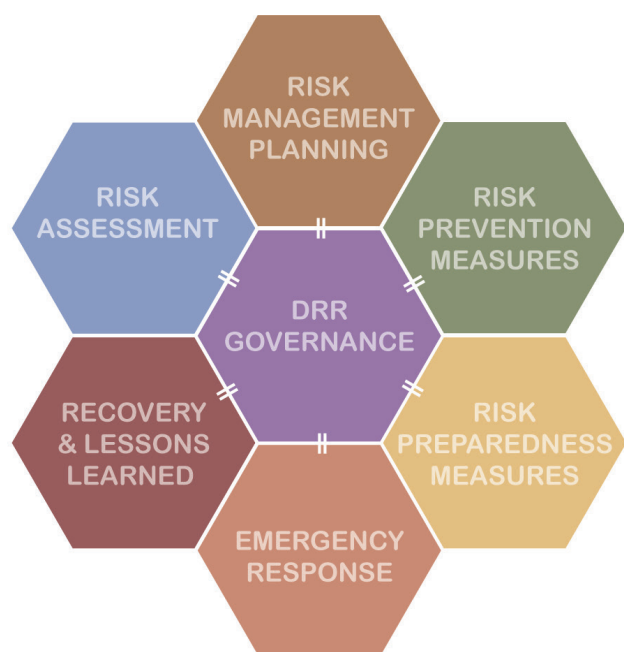 RISK
MANAGEMENT
PLANNING
RISK
ASSESSMENT
RISK
PREVENTION
MEASURES
DRR
GOVERNANCE
RECOVERY
& LESSONS
LEARNED
RISK
PREPAREDNESS
MEASURES
EMERGENCY
RESPONSE